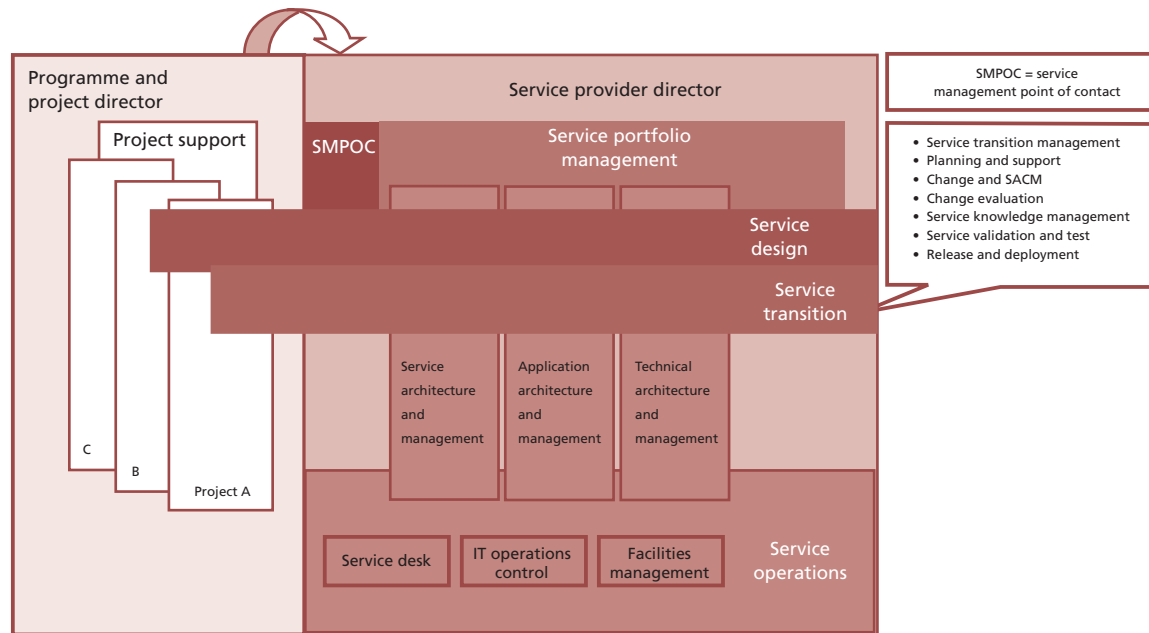 Programme and
project director
Project support
C
B
Project A
Service provider director
SMPOC
Service portfolio
management
Service
design
Service
transition
Service
architecture
and
management
Application
architecture
and
management
Technical
architecture
and
management
Service desk
IT operations
control
Facilities
management
Service
operations
SMPOC = service
management point of contact
• Service transition management
• Planning and support
• Change and SACM
• Change evaluation
• Service knowledge management
• Service validation and test
• Release and deployment